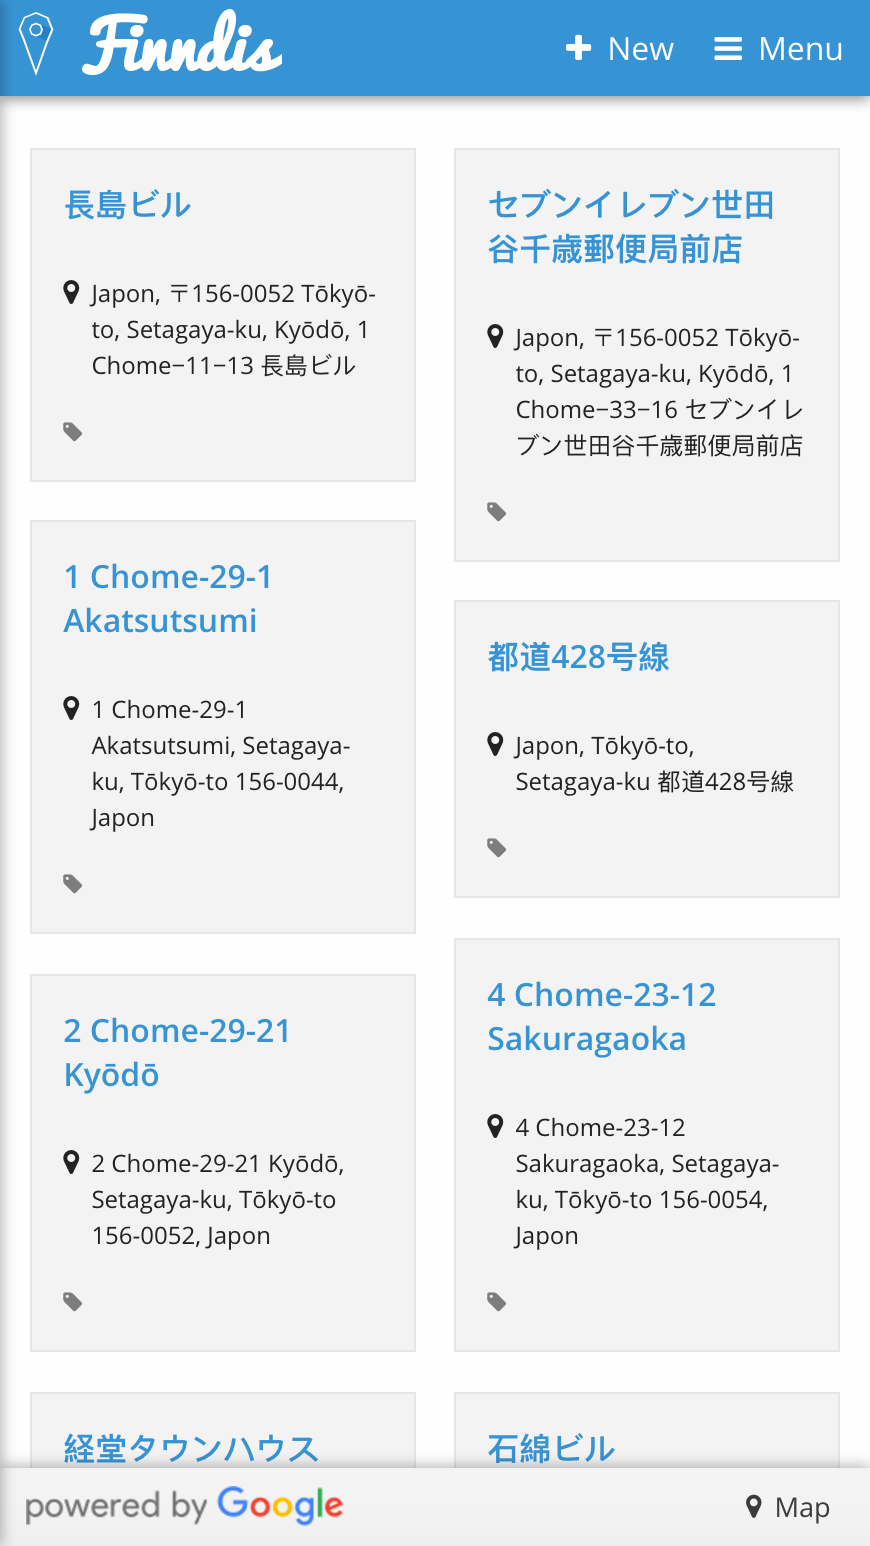 Finndis
New
Menu
長島ビル
Japon, 〒156-0052 Tōkyō-
to, Setagaya-ku, Kyōdō, 1
Chome−11−13 長島ビル
セブンイレブン世田
谷千歳郵便局前店
Japon, 〒156-0052 Tōkyō-
to, Setagaya-ku, Kyōdō, 1
Chome−33−16 セブンイレ
ブン世田谷千歳郵便局前店
1 Chome-29-1
Akatsutsumi
1 Chome-29-1
Akatsutsumi, Setagaya-
ku, Tōkyō-to 156-0044,
Japon
都道428号線
Japon, Tōkyō-to,
Setagaya-ku 都道428号線
2 Chome-29-21
Kyōdō
2 Chome-29-21 Kyōdō,
Setagaya-ku, Tōkyō-to
156-0052, Japon
4 Chome-23-12
Sakuragaoka
4 Chome-23-12
Sakuragaoka, Setagaya-
ku, Tōkyō-to 156-0054,
Japon
経堂タウンハウス
石綿ビル
powered by Google
Map